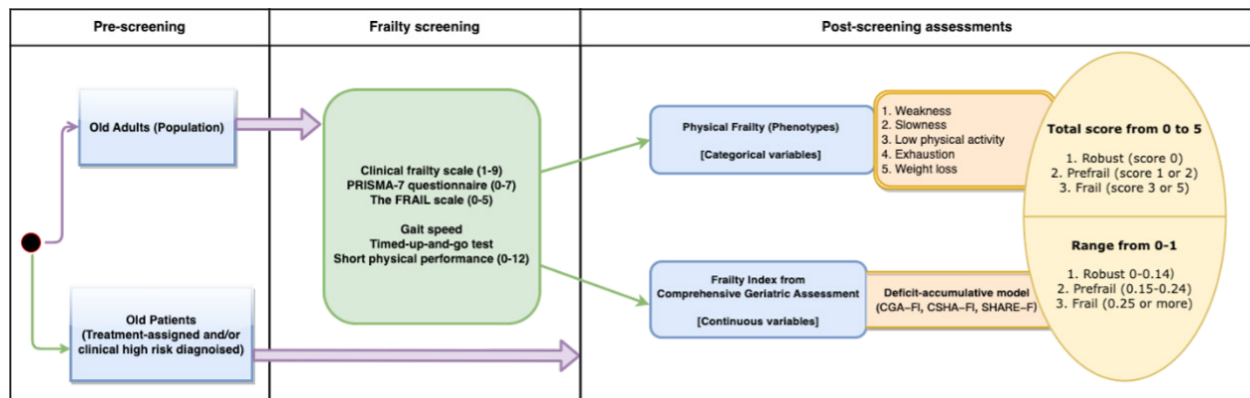 Pre-screening
Frailty screening
Post-screening assessments
Old Adults (Population)
Old Patients
(Treatment-assigned and/or
clinical high risk diagnoised)
Clinical frailty scale (1-9)
PRISMA-7 questionnaire (0-7)
The FRAIL scale (0-5)
Gait speed
Timed-up-and-go test
Short physical performance (0-12)
Physical Frailty (Phenotypes)
[Categorical variables]
1. Weakness
2. Slowness
3. Low physical activity
4. Exhaustion
5. Weight loss
Total score from 0 to 5
1. Robust (score 0)
2. Prefrail (score 1 or 2)
3. Frail (score 3 or 5)
Frailty Index from
Comprehensive Geriatric Assessment
[Continuous variables]
Deficit-accumulative model
(CGA–FI, CSHA–FI, SHARE–F)
Range from 0-1
1. Robust 0-0.14)
2. Prefrail (0.15-0.24)
3. Frail (0.25 or more)